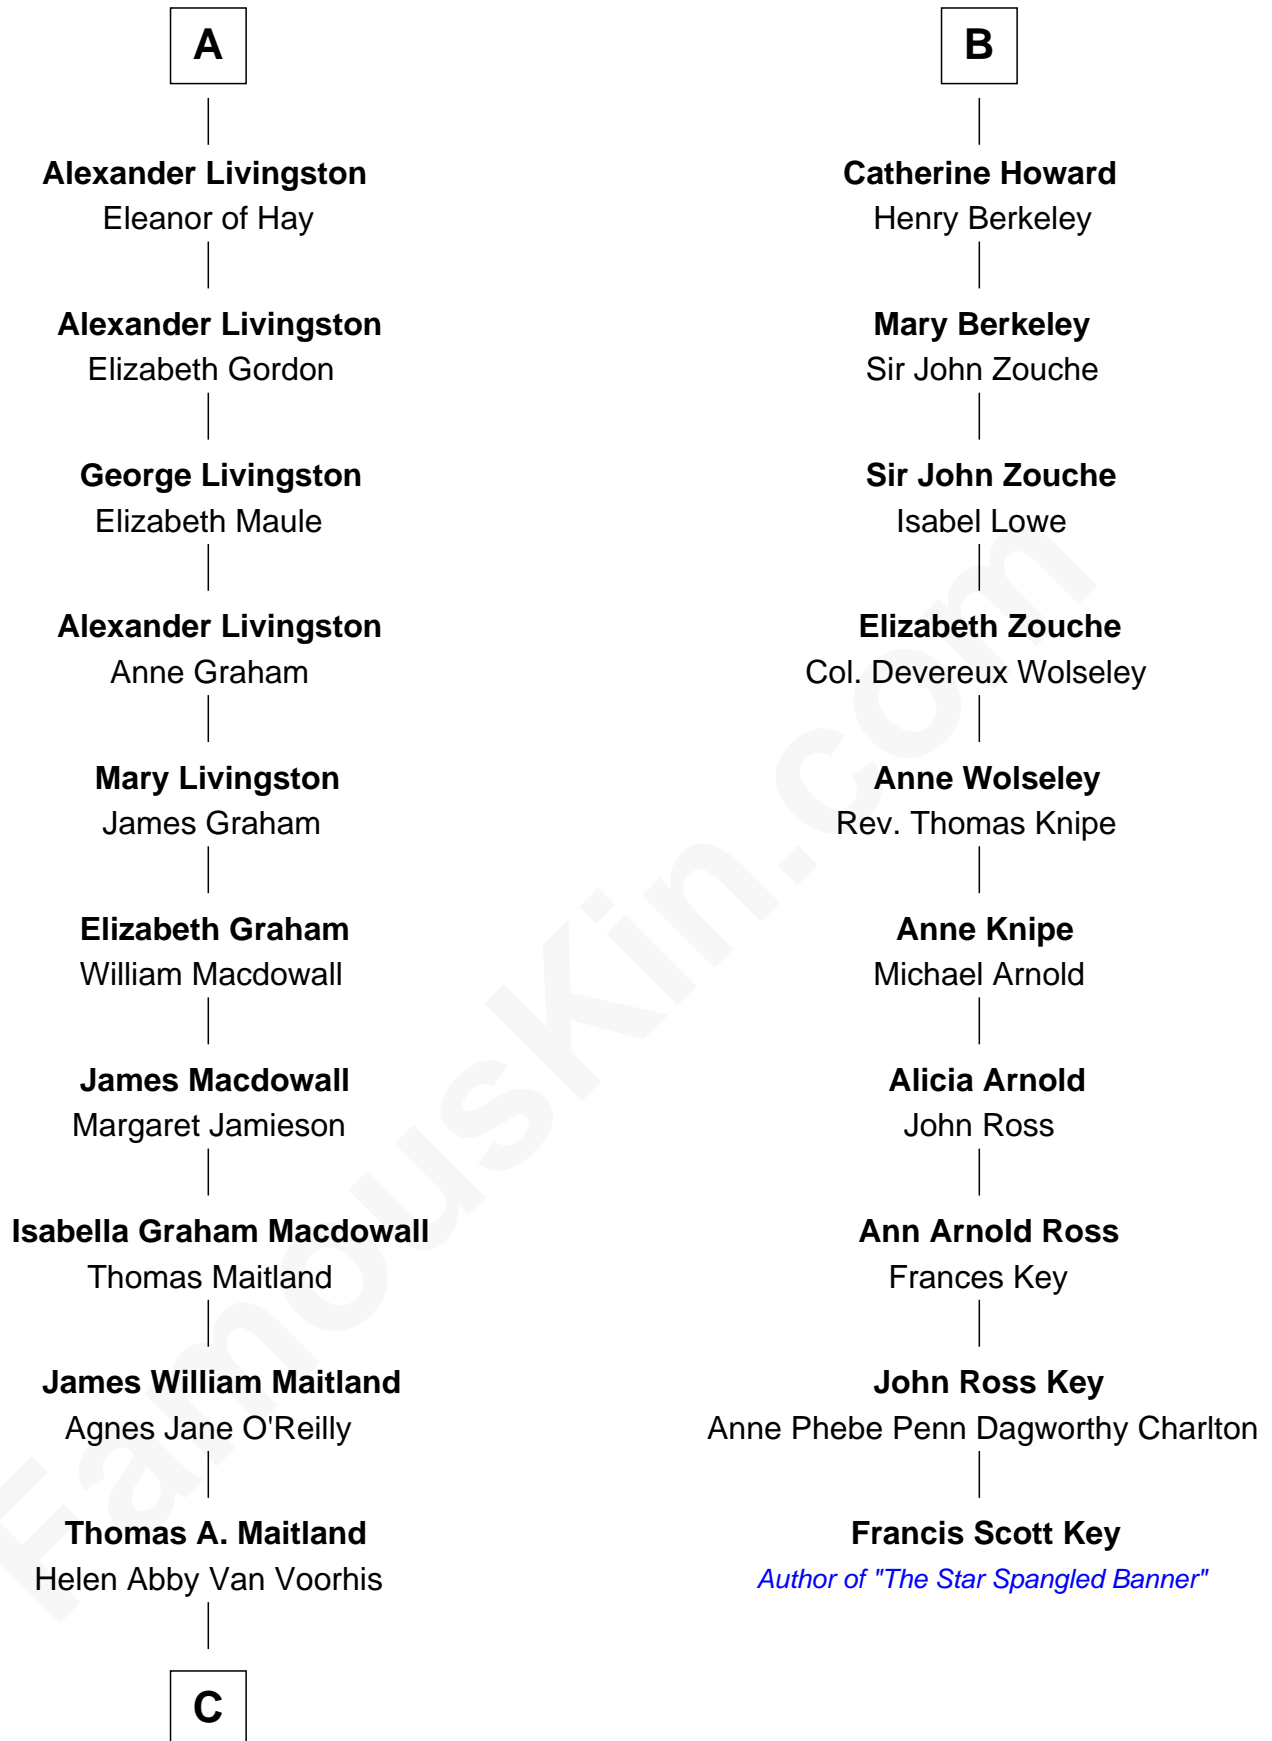 A
Alexander Livingston
Eleanor of Hay
Alexander Livingston
Elizabeth Gordon
George Livingston
Elizabeth Maule
Alexander Livingston
Anne Graham
Mary Livingston
James Graham
Elizabeth Graham
William Macdowall
James Macdowall
Margaret Jamieson
Isabella Graham Macdowall
Thomas Maitland
James William Maitland
Agnes Jane O'Reilly
Thomas A. Maitland
Helen Abby Van Voorhis
C
B
Catherine Howard
Henry Berkeley
Mary Berkeley
Sir John Zouche
Sir John Zouche
Isabel Lowe
Elizabeth Zouche
Col. Devereux Wolseley
Anne Wolseley
Rev. Thomas Knipe
Anne Knipe
Michael Arnold
Alicia Arnold
John Ross
Ann Arnold Ross
Frances Key
John Ross Key
Anne Phebe Penn Dagworthy Charlton
Francis Scott Key
Author of "The Star Spangled Banner"
FamousKin.com